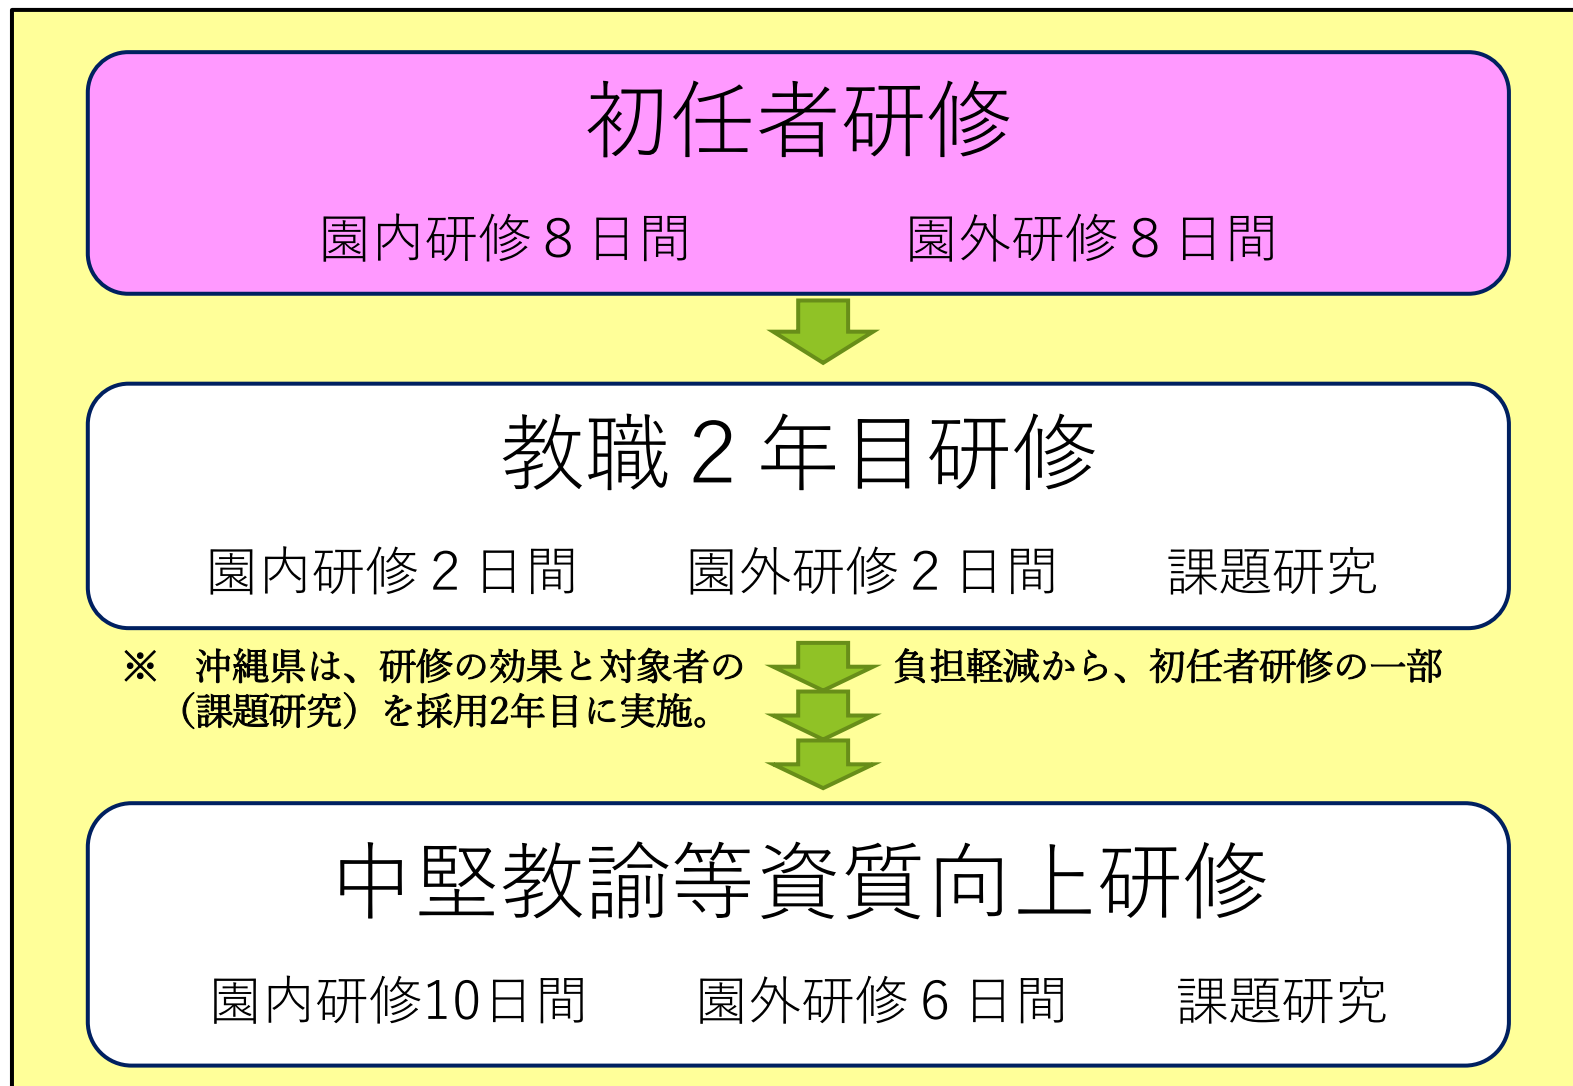 初任者研修
園内研修８日間　園外研修８日間
教職２年目研修
園内研修２日間　園外研修２日間　課題研究
※　沖縄県は、研修の効果と対象者の　負担軽減から、初任者研修の一部
（課題研究）を採用2年目に実施。
中堅教諭等資質向上研修
園内研修10日間　園外研修６日間　課題研究